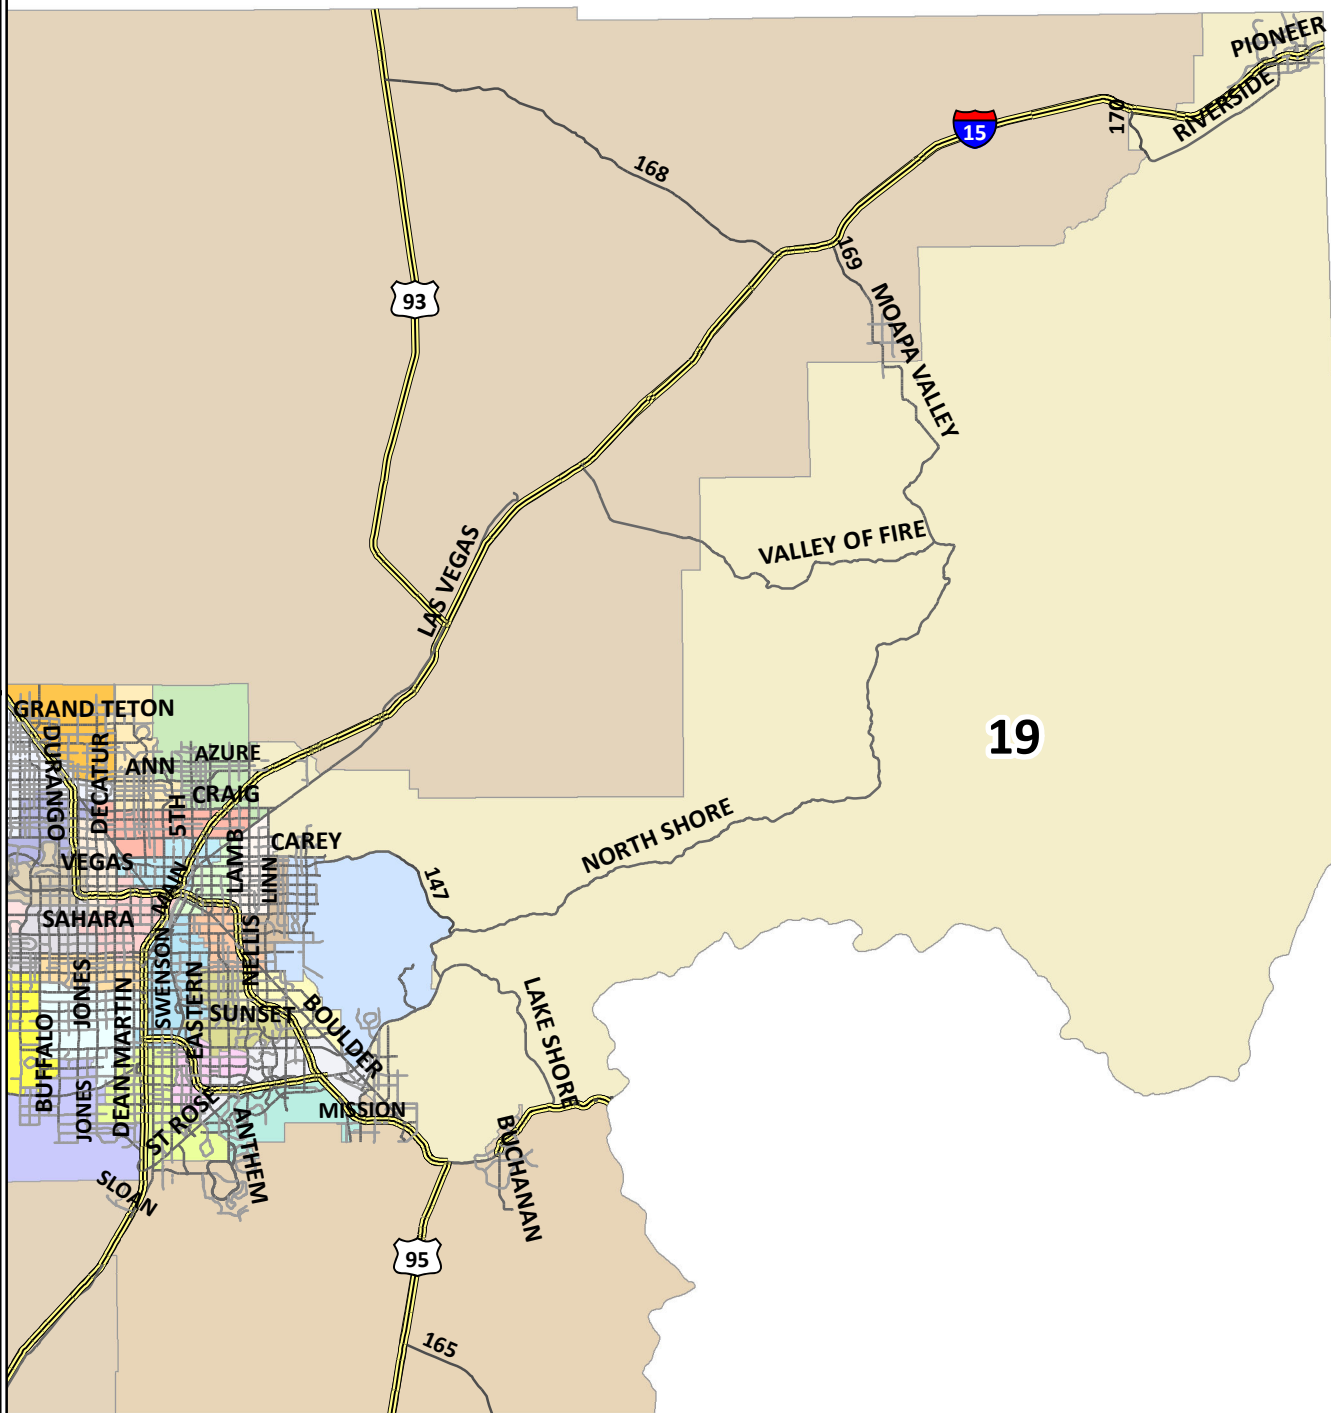 PIONEER
RIVERSIDE
170
15
168
169
93
MOAPA VALLEY
VALLEY OF FIRE
LAS VEGAS
19
GRAND TETON
DURANGO
DECATUR
ANN
AZURE
CRAIG
5TH
CAREY
NORTH SHORE
VEGAS
MAIN
LAMB
LINN
147
SAHARA
SWENSON
NELLIS
JONES
EASTERN
DEAN MARTIN
SUNSET
BOULDER
LAKE SHORE
BUFFALO
JONES
ST ROSE
ANTHEM
MISSION
BUCHANAN
SLOAN
95
165